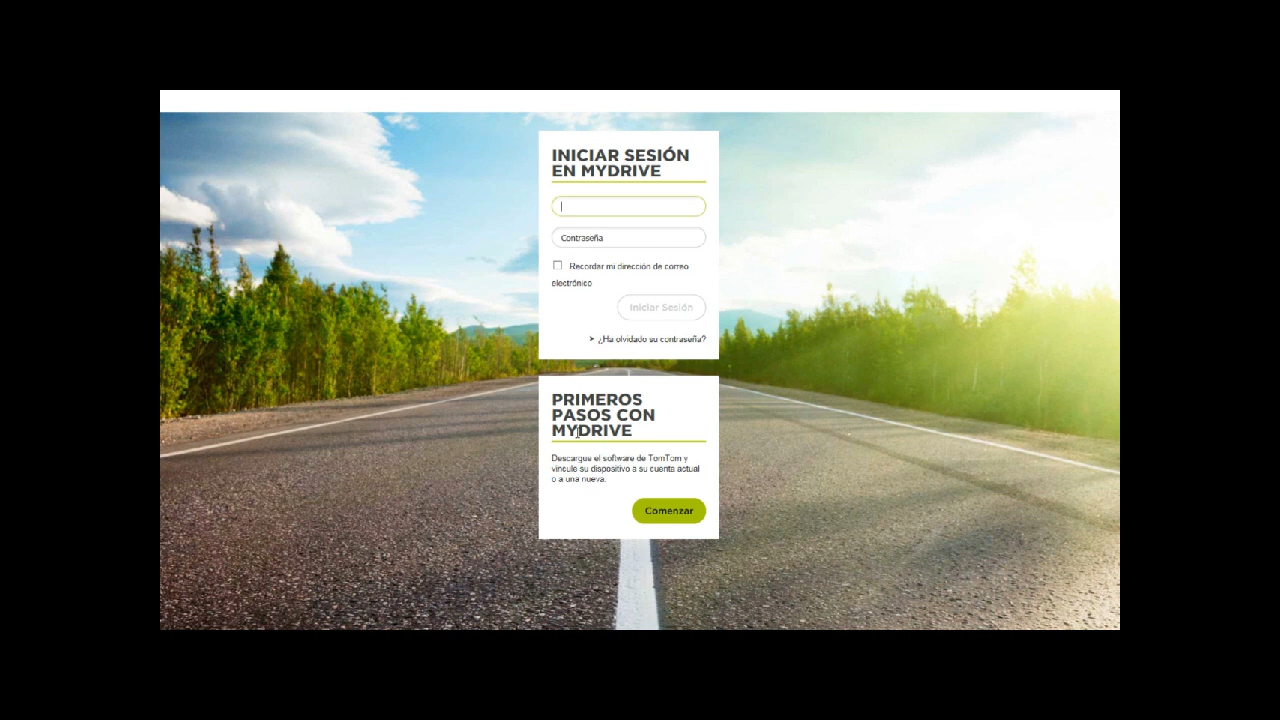 INICIAR SESIÓN
EN MYDRIVE
Contraseña
Recordar mi dirección de correo
electrónico
Iniciar Sesión
➤ ¿Ha olvidado su contraseña?
PRIMEROS
PASOS CON
MYDRIVE
Descargue el software de TomTom y
vincule su dispositivo a su cuenta actual
o a una nueva.
Comenzar